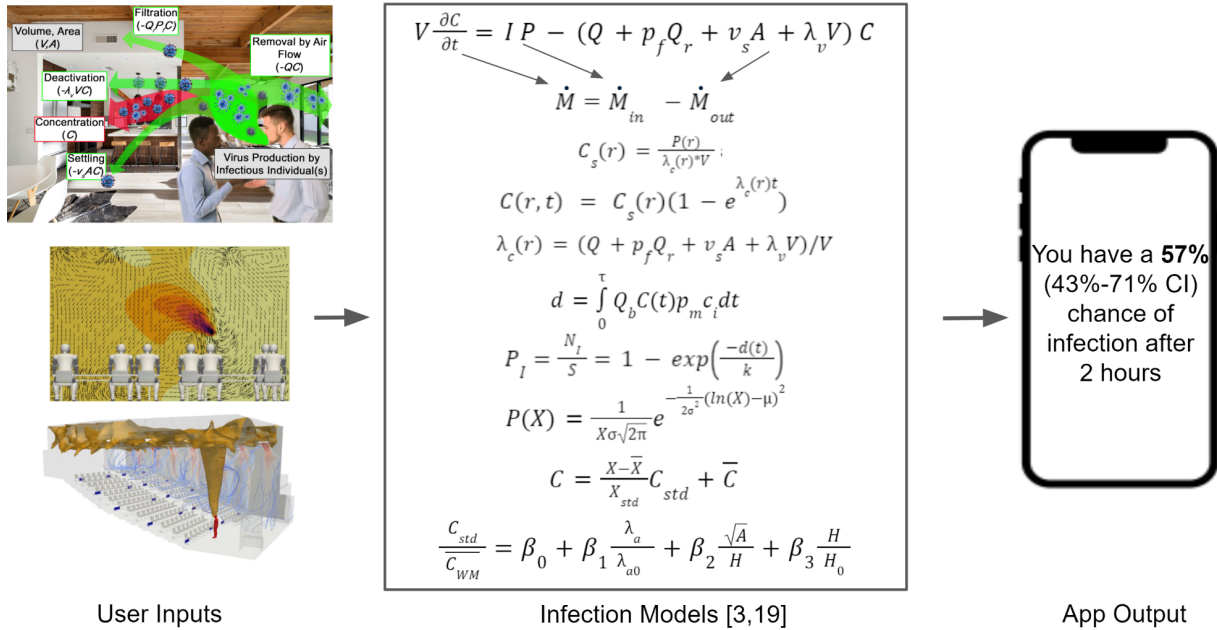 Filtration
(-QᵣPᵣC)
Volume, Area
(V,A)
Removal by Air
Flow
(-QC)
Deactivation
(-λᵥVC)
Concentration
(C)
Settling
(-vₛAC)
Virus Production by
Infectious Individual(s)
V ∂C/∂t = I P − (Q + p_f Q_r + v_s A + λ_v V) C
Ṁ = Ṁ_in − Ṁ_out
C_s(r) = P(r)/λ_c(r)*V ;
C(r, t) = C_s(r)(1 − e^λ_c(r)t)
λ_c(r) = (Q + p_f Q_r + v_s A + λ_v V)/V
d = ∫₀^τ Q_b C(t) p_m c_i dt
P_I = N_I/S = 1 − exp(−d(t)/k)
P(X) = 1/Xσ√2π e^−1/2σ²(ln(X)−μ)²
C = X−X̅/X_std C_std + C̅
C_std/C̅_WM = β₀ + β₁ λ_a/λ_a0 + β₂ √A/H + β₃ H/H₀
You have a 57%
(43%-71% CI)
chance of
infection after
2 hours
User Inputs
Infection Models [3,19]
App Output